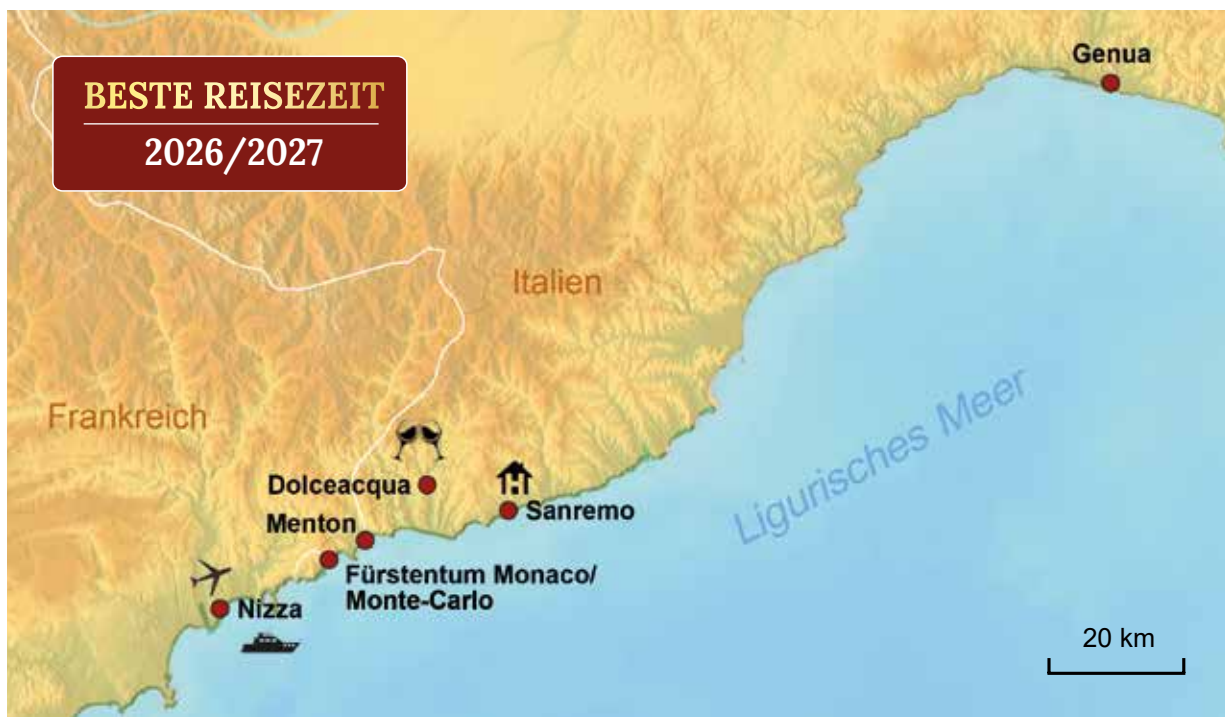 BESTE REISEZEIT
2026/2027
Genua
Italien
Frankreich
Ligurisches Meer
Dolceacqua
Sanremo
Menton
Fürstentum Monaco/
Monte-Carlo
Nizza
20 km